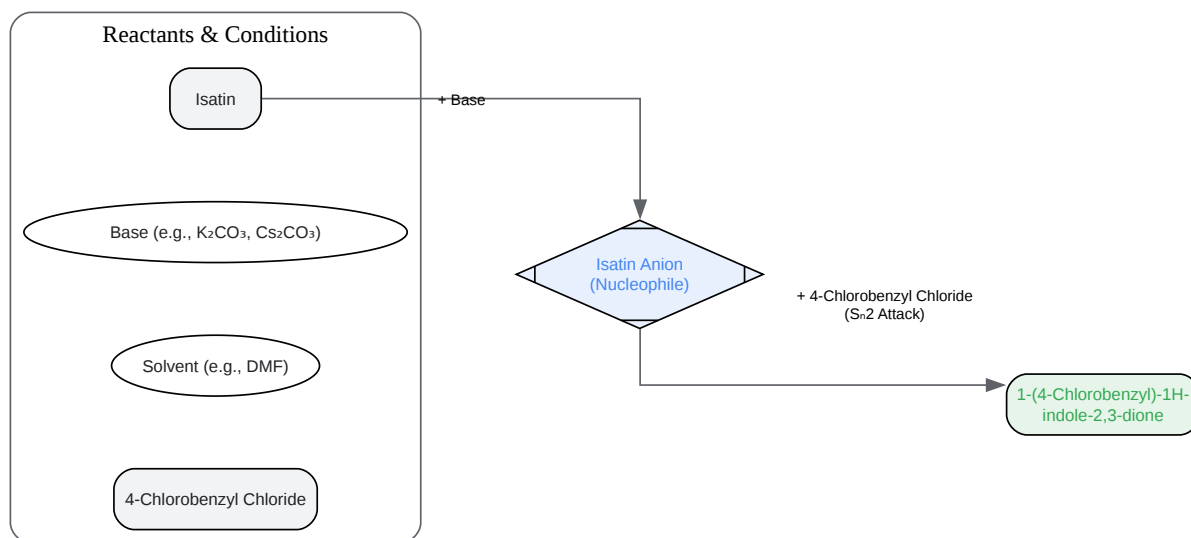 Reactants & Conditions
Isatin
+ Base
Base (e.g., K₂CO₃, Cs₂CO₃)
Isatin Anion
(Nucleophile)
+ 4-Chlorobenzyl Chloride
(Sₙ2 Attack)
Solvent (e.g., DMF)
1-(4-Chlorobenzyl)-1H-
indole-2,3-dione
4-Chlorobenzyl Chloride